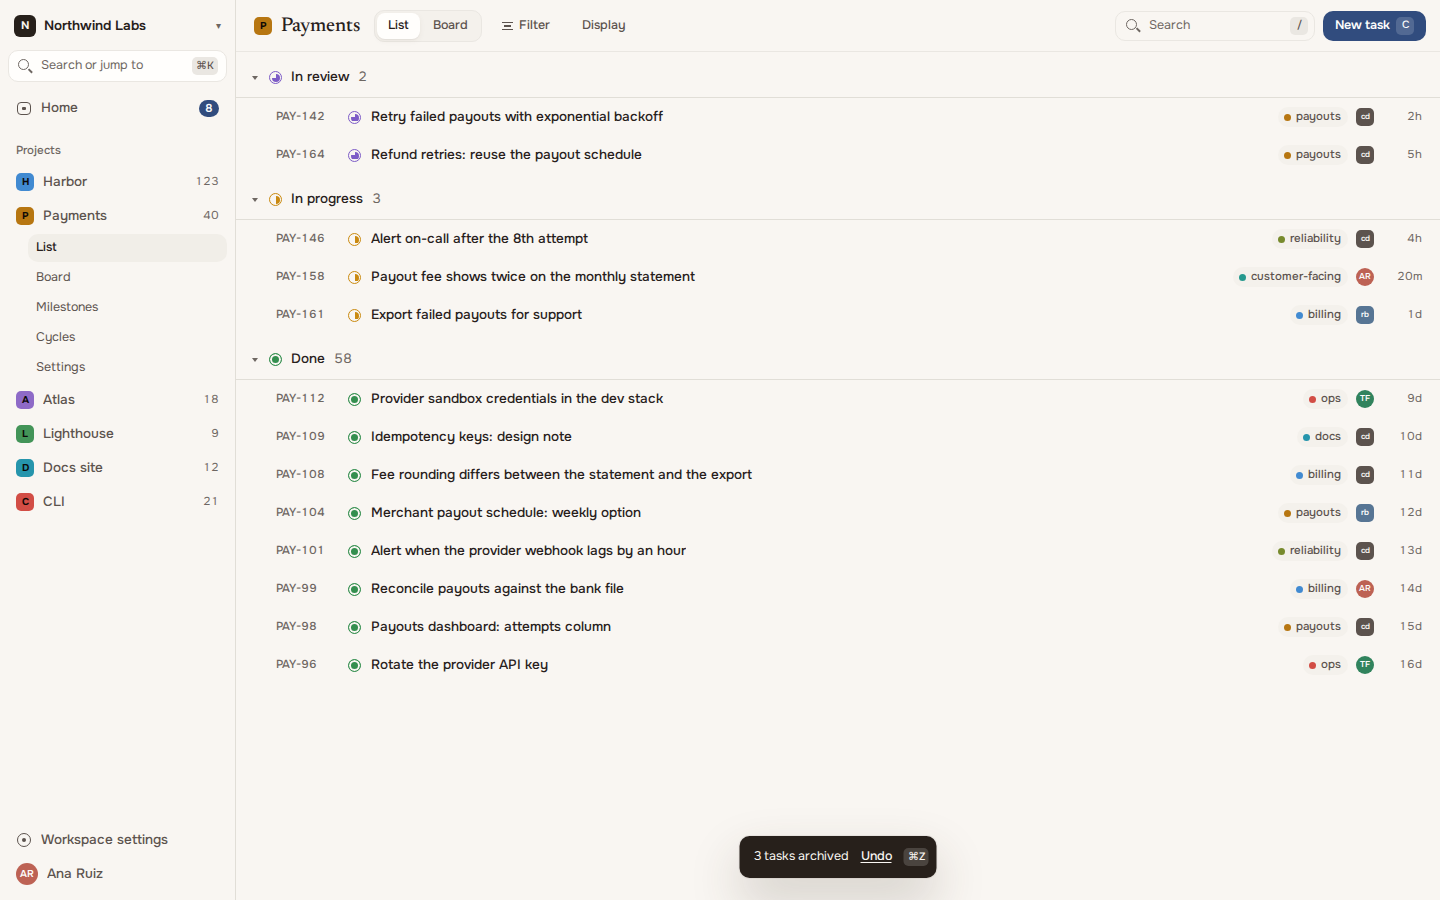 N Northwind Labs
Search or jump to ⌘K
Home 8
Projects
H Harbor 123
P Payments 40
List
Board
Milestones
Cycles
Settings
A Atlas 18
L Lighthouse 9
D Docs site 12
C CLI 21
Workspace settings
AR Ana Ruiz
P Payments List Board Filter Display Search / New task C
In review 2
PAY-142 Retry failed payouts with exponential backoff payouts cd 2h
PAY-164 Refund retries: reuse the payout schedule payouts cd 5h
In progress 3
PAY-146 Alert on-call after the 8th attempt reliability cd 4h
PAY-158 Payout fee shows twice on the monthly statement customer-facing AR 20m
PAY-161 Export failed payouts for support billing rb 1d
Done 58
PAY-112 Provider sandbox credentials in the dev stack ops TF 9d
PAY-109 Idempotency keys: design note docs cd 10d
PAY-108 Fee rounding differs between the statement and the export billing cd 11d
PAY-104 Merchant payout schedule: weekly option payouts rb 12d
PAY-101 Alert when the provider webhook lags by an hour reliability cd 13d
PAY-99 Reconcile payouts against the bank file billing AR 14d
PAY-98 Payouts dashboard: attempts column payouts cd 15d
PAY-96 Rotate the provider API key ops TF 16d
3 tasks archived Undo ⌘Z